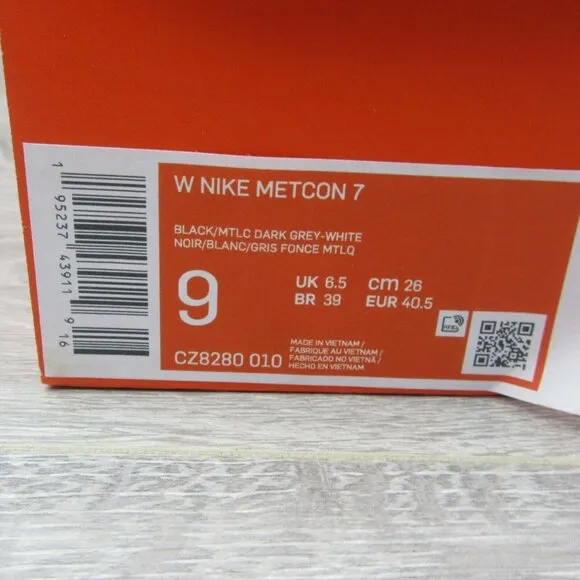 W NIKE METCON 7
BLACK/MTLC DARK GREY-WHITE
NOIR/BLANC/GRIS FONCE MTLQ
9
UK 6.5 cm 26
BR 39 EUR 40.5
CZ8280 010
MADE IN VIETNAM/
FABRIQUE AU VIETNAM/
FABRICADO NO VIETNÃ/
HECHO EN VIETNAM
RFID
1 95237 43911 9 16